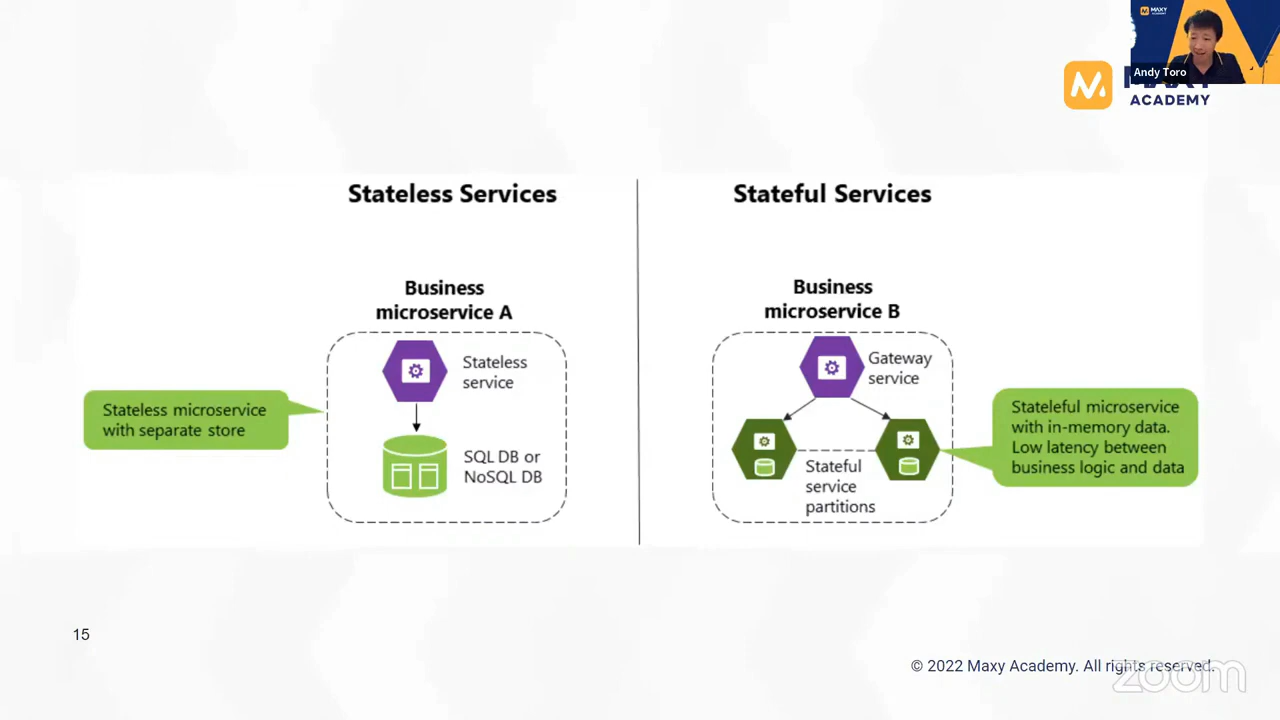 MAXY
ACADEMY
Andy Toro
ACADEMY
Stateless Services
Stateful Services
Business
microservice A
Stateless
service
SQL DB or
NoSQL DB
Stateless microservice
with separate store
Business
microservice B
Gateway
service
Stateful
service
partitions
Stateleful microservice
with in-memory data.
Low latency between
business logic and data
15
© 2022 Maxy Academy. All rights reserved.
zoom